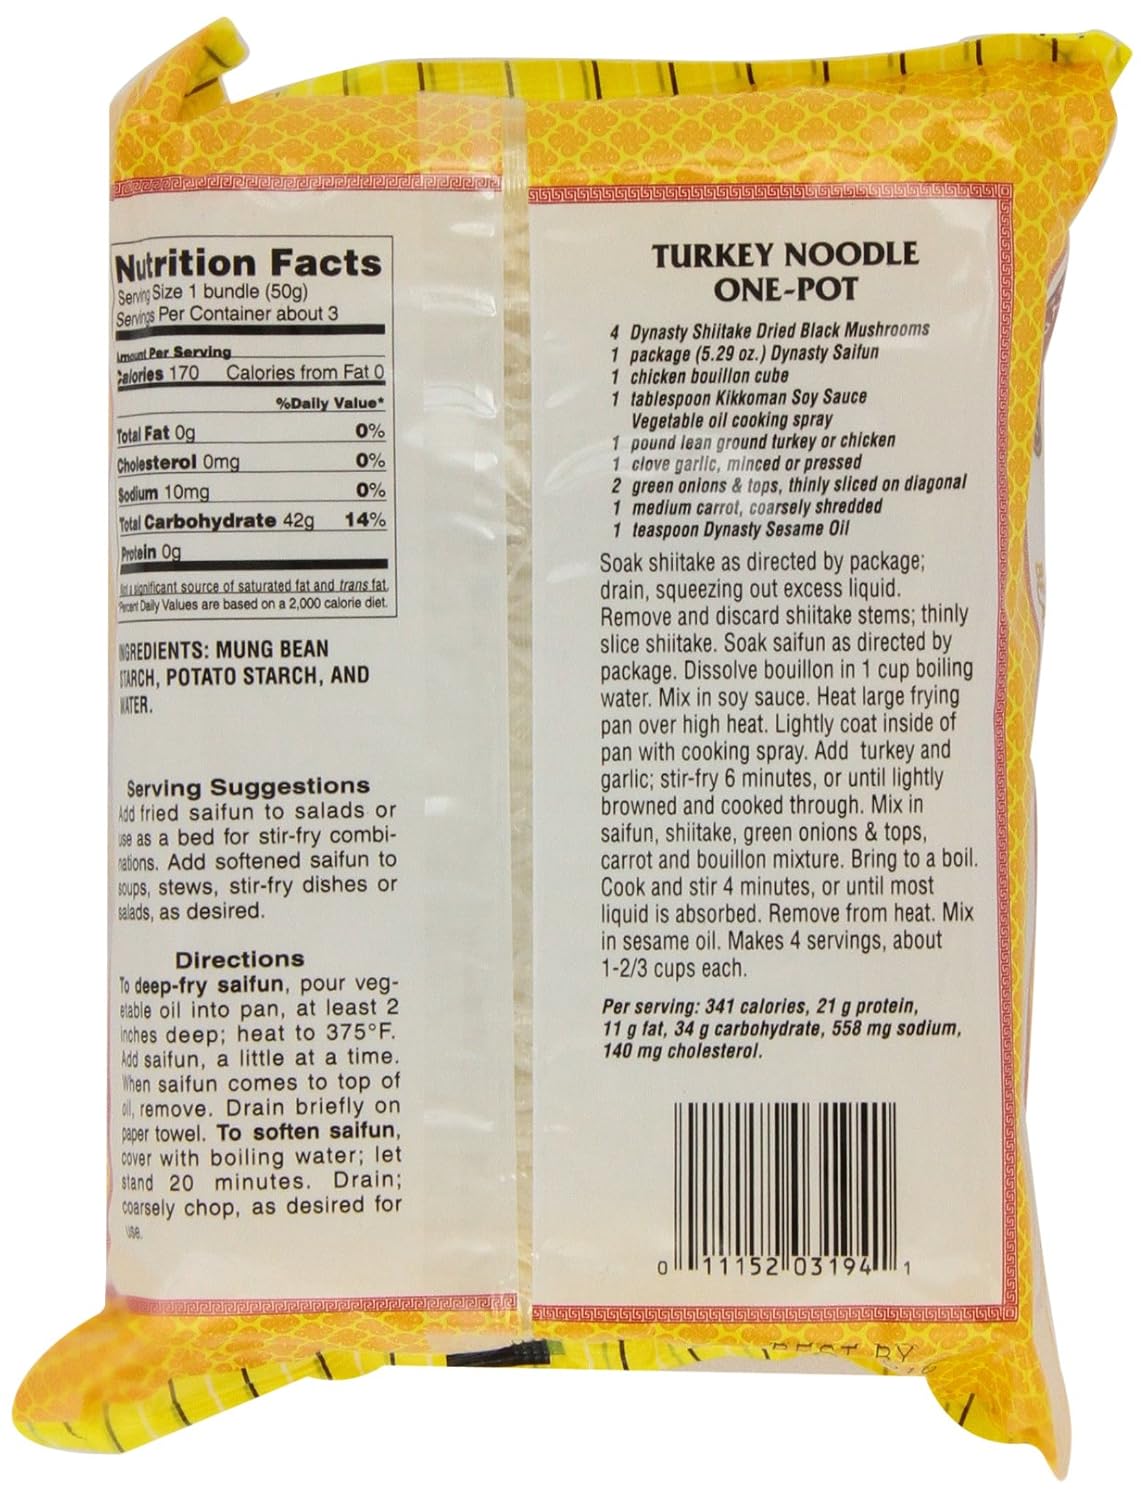 Nutrition Facts
Serving Size 1 bundle (50g)
Servings Per Container about 3
Amount Per Serving
Calories 170 Calories from Fat 0
%Daily Value*
Total Fat 0g 0%
Cholesterol 0mg 0%
Sodium 10mg 0%
Total Carbohydrate 42g 14%
Protein 0g
Not a significant source of saturated fat and trans fat.
*Percent Daily Values are based on a 2,000 calorie diet.
INGREDIENTS: MUNG BEAN
STARCH, POTATO STARCH, AND
WATER.
Serving Suggestions
Add fried saifun to salads or
use as a bed for stir-fry combi-
nations. Add softened saifun to
soups, stews, stir-fry dishes or
salads, as desired.
Directions
To deep-fry saifun, pour veg-
etable oil into pan, at least 2
inches deep; heat to 375°F.
Add saifun, a little at a time.
When saifun comes to top of
oil, remove. Drain briefly on
paper towel. To soften saifun,
cover with boiling water; let
stand 20 minutes. Drain;
coarsely chop, as desired for
use.
TURKEY NOODLE
ONE-POT
4 Dynasty Shiitake Dried Black Mushrooms
1 package (5.29 oz.) Dynasty Saifun
1 chicken bouillon cube
1 tablespoon Kikkoman Soy Sauce
Vegetable oil cooking spray
1 pound lean ground turkey or chicken
1 clove garlic, minced or pressed
2 green onions & tops, thinly sliced on diagonal
1 medium carrot, coarsely shredded
1 teaspoon Dynasty Sesame Oil
Soak shiitake as directed by package;
drain, squeezing out excess liquid.
Remove and discard shiitake stems; thinly
slice shiitake. Soak saifun as directed by
package. Dissolve bouillon in 1 cup boiling
water. Mix in soy sauce. Heat large frying
pan over high heat. Lightly coat inside of
pan with cooking spray. Add turkey and
garlic; stir-fry 6 minutes, or until lightly
browned and cooked through. Mix in
saifun, shiitake, green onions & tops,
carrot and bouillon mixture. Bring to a boil.
Cook and stir 4 minutes, or until most
liquid is absorbed. Remove from heat. Mix
in sesame oil. Makes 4 servings, about
1-2/3 cups each.
Per serving: 341 calories, 21 g protein,
11 g fat, 34 g carbohydrate, 558 mg sodium,
140 mg cholesterol.
0 11152 03194 1
BEST BY